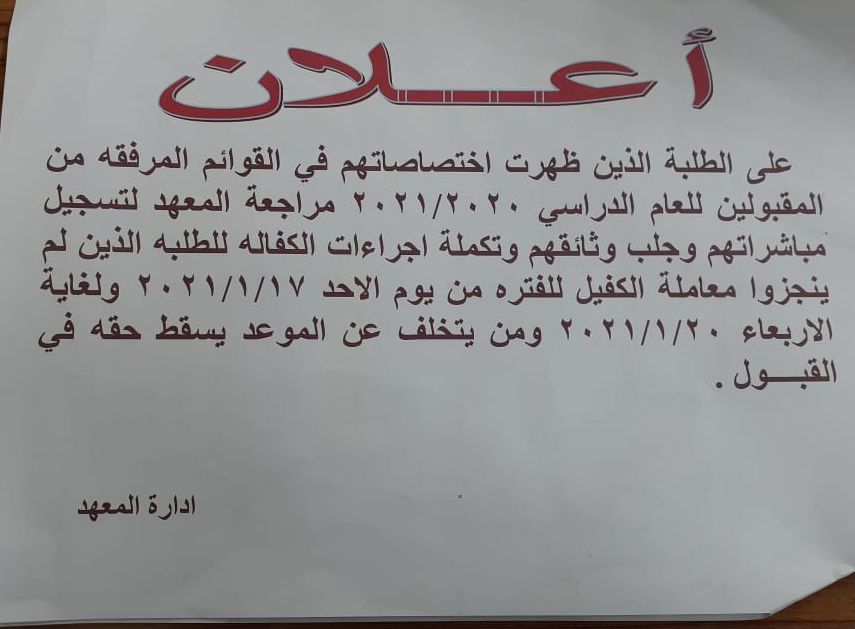 أعـــلان
على الطلبة الذين ظهرت اختصاصاتهم في القوائم المرفقه من
المقبولين للعام الدراسي ٢٠٢١/٢٠٢٠ مراجعة المعهد لتسجيل
مباشراتهم وجلب وثائقهم وتكملة اجراءات الكفاله للطلبه الذين لم
ينجزوا معاملة الكفيل للفتره من يوم الاحد ٢٠٢١/١/١٧ ولغاية
الاربعاء ٢٠٢١/١/٢٠ ومن يتخلف عن الموعد يسقط حقه في
القبـــول .
ادارة المعهد